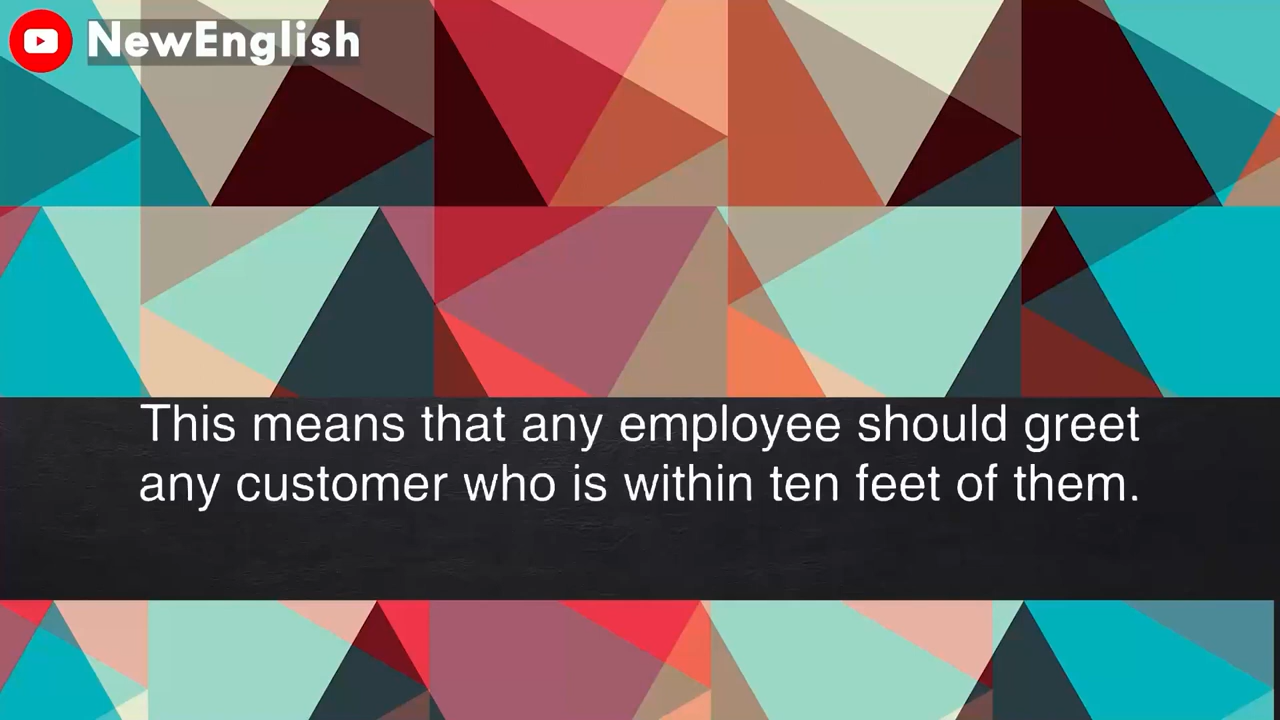 NewEnglish
This means that any employee should greet
any customer who is within ten feet of them.